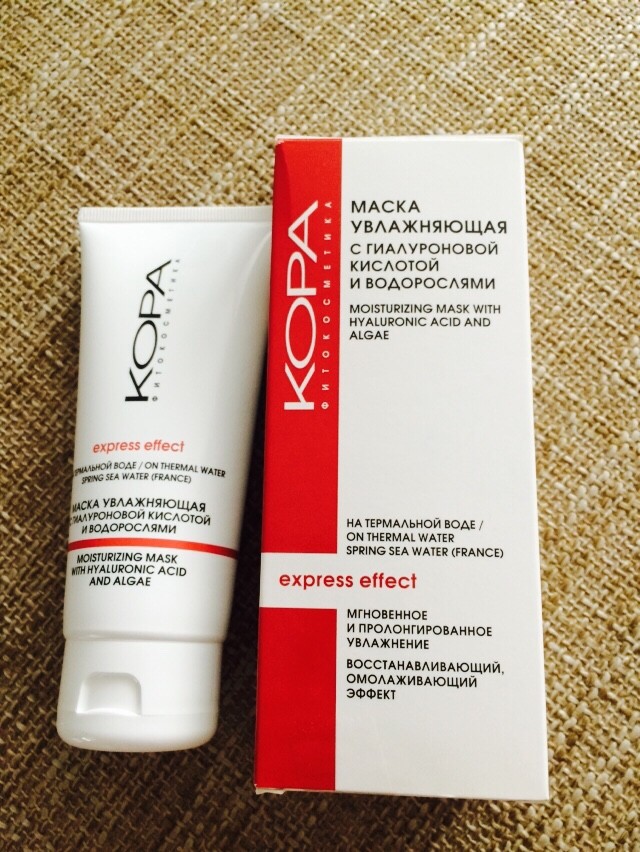 КОРА
ФИТОКОСМЕТИКА
express effect
ТЕРМАЛЬНОЙ ВОДЕ / ON THERMAL WATER
SPRING SEA WATER (FRANCE)
МАСКА УВЛАЖНЯЮЩАЯ
С ГИАЛУРОНОВОЙ КИСЛОТОЙ
И ВОДОРОСЛЯМИ
MOISTURIZING MASK
WITH HYALURONIC ACID
AND ALGAE
КОРА
ФИТОКОСМЕТИКА
МАСКА
УВЛАЖНЯЮЩАЯ
С ГИАЛУРОНОВОЙ
КИСЛОТОЙ
И ВОДОРОСЛЯМИ
MOISTURIZING MASK WITH
HYALURONIC ACID AND
ALGAE
НА ТЕРМАЛЬНОЙ ВОДЕ /
ON THERMAL WATER
SPRING SEA WATER (FRANCE)
express effect
МГНОВЕННОЕ
И ПРОЛОНГИРОВАННОЕ
УВЛАЖНЕНИЕ
ВОССТАНАВЛИВАЮЩИЙ,
ОМОЛАЖИВАЮЩИЙ
ЭФФЕКТ